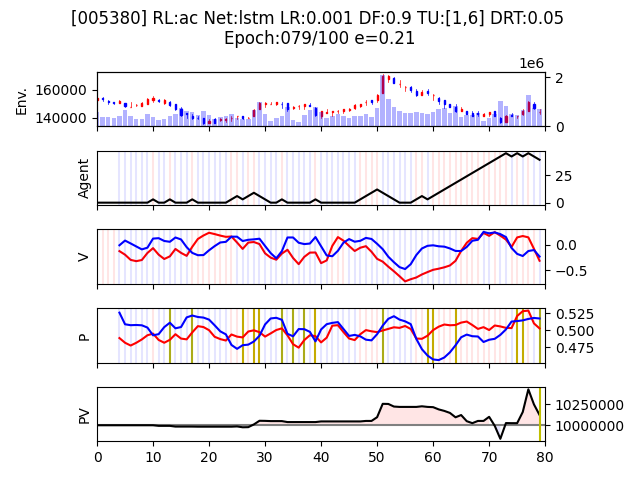 [005380] RL:ac Net:lstm LR:0.001 DF:0.9 TU:[1,6] DRT:0.05
Epoch:079/100 e=0.21
1e6
Env.
160000
140000
2
0
Agent
25
0
V
0.0
−0.5
P
0.525
0.500
0.475
PV
10250000
10000000
0 10 20 30 40 50 60 70 80